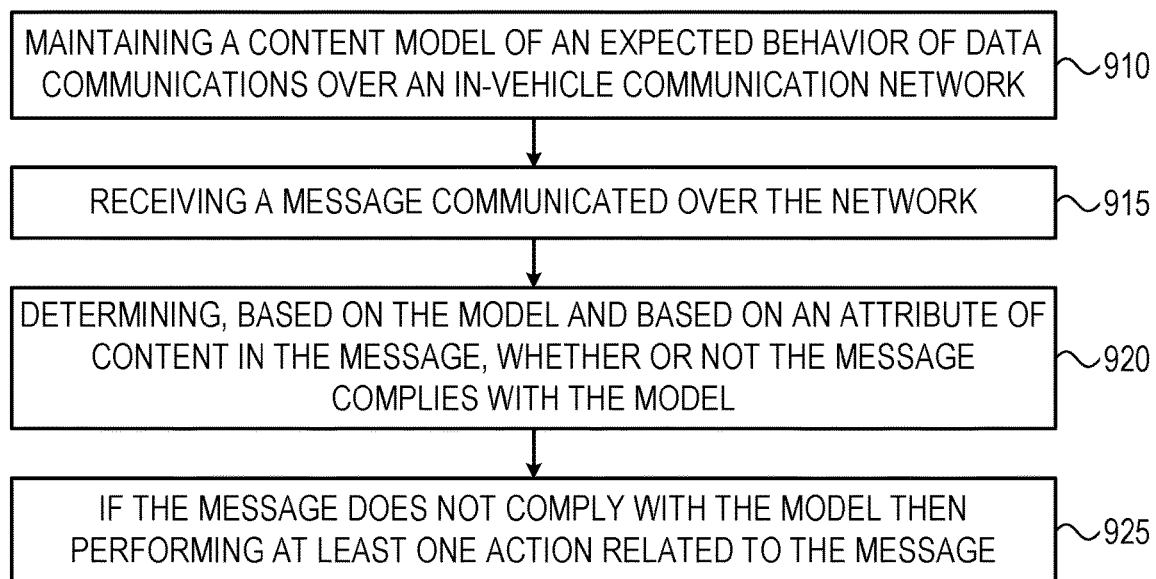 MAINTAINING A CONTENT MODEL OF AN EXPECTED BEHAVIOR OF DATA
COMMUNICATIONS OVER AN IN-VEHICLE COMMUNICATION NETWORK
910
RECEIVING A MESSAGE COMMUNICATED OVER THE NETWORK
915
DETERMINING, BASED ON THE MODEL AND BASED ON AN ATTRIBUTE OF
CONTENT IN THE MESSAGE, WHETHER OR NOT THE MESSAGE
COMPLIES WITH THE MODEL
920
IF THE MESSAGE DOES NOT COMPLY WITH THE MODEL THEN
PERFORMING AT LEAST ONE ACTION RELATED TO THE MESSAGE
925